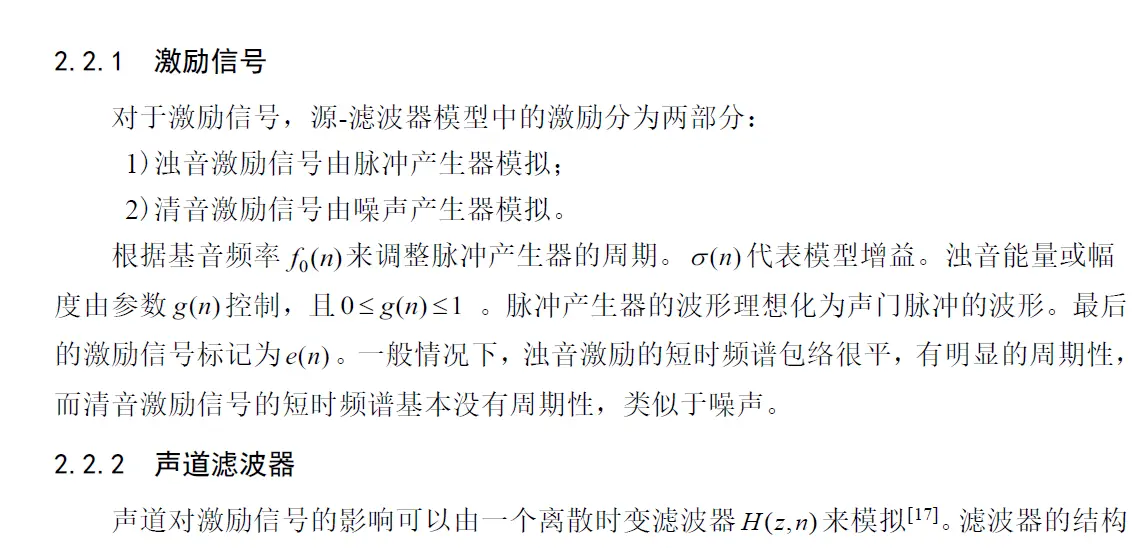 2.2.1 激励信号
对于激励信号，源-滤波器模型中的激励分为两部分：
1)浊音激励信号由脉冲产生器模拟；
2)清音激励信号由噪声产生器模拟。
根据基音频率 f₀(n)来调整脉冲产生器的周期。σ(n)代表模型增益。浊音能量或幅
度由参数 g(n)控制，且 0≤g(n)≤1 。脉冲产生器的波形理想化为声门脉冲的波形。最后
的激励信号标记为e(n)。一般情况下，浊音激励的短时频谱包络很平，有明显的周期性，
而清音激励信号的短时频谱基本没有周期性，类似于噪声。
2.2.2 声道滤波器
声道对激励信号的影响可以由一个离散时变滤波器H(z,n)来模拟[17]。滤波器的结构